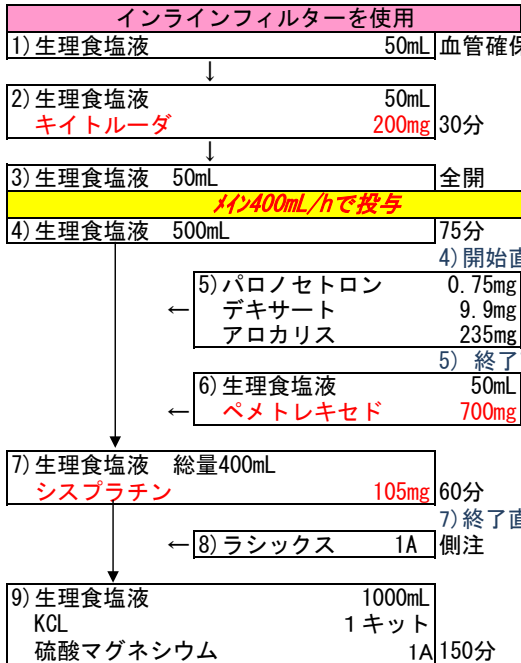 インラインフィルターを使用
1)生理食塩液 50mL 血管確保
↓
2)生理食塩液 50mL
キイトルーダ 200mg 30分
↓
3)生理食塩液 50mL 全開
メイン400mL/hで投与
4)生理食塩液 500mL 75分
4)開始直
5)パロノセトロン 0.75mg
← デキサート 9.9mg
アロカリス 235mg
5) 終了
6)生理食塩液 50mL
← ペメトレキセド 700mg
7)生理食塩液 総量400mL
シスプラチン 105mg 60分
7)終了直
←8)ラシックス 1A 側注
9)生理食塩液 1000mL
KCL 1キット
硫酸マグネシウム 1A 150分